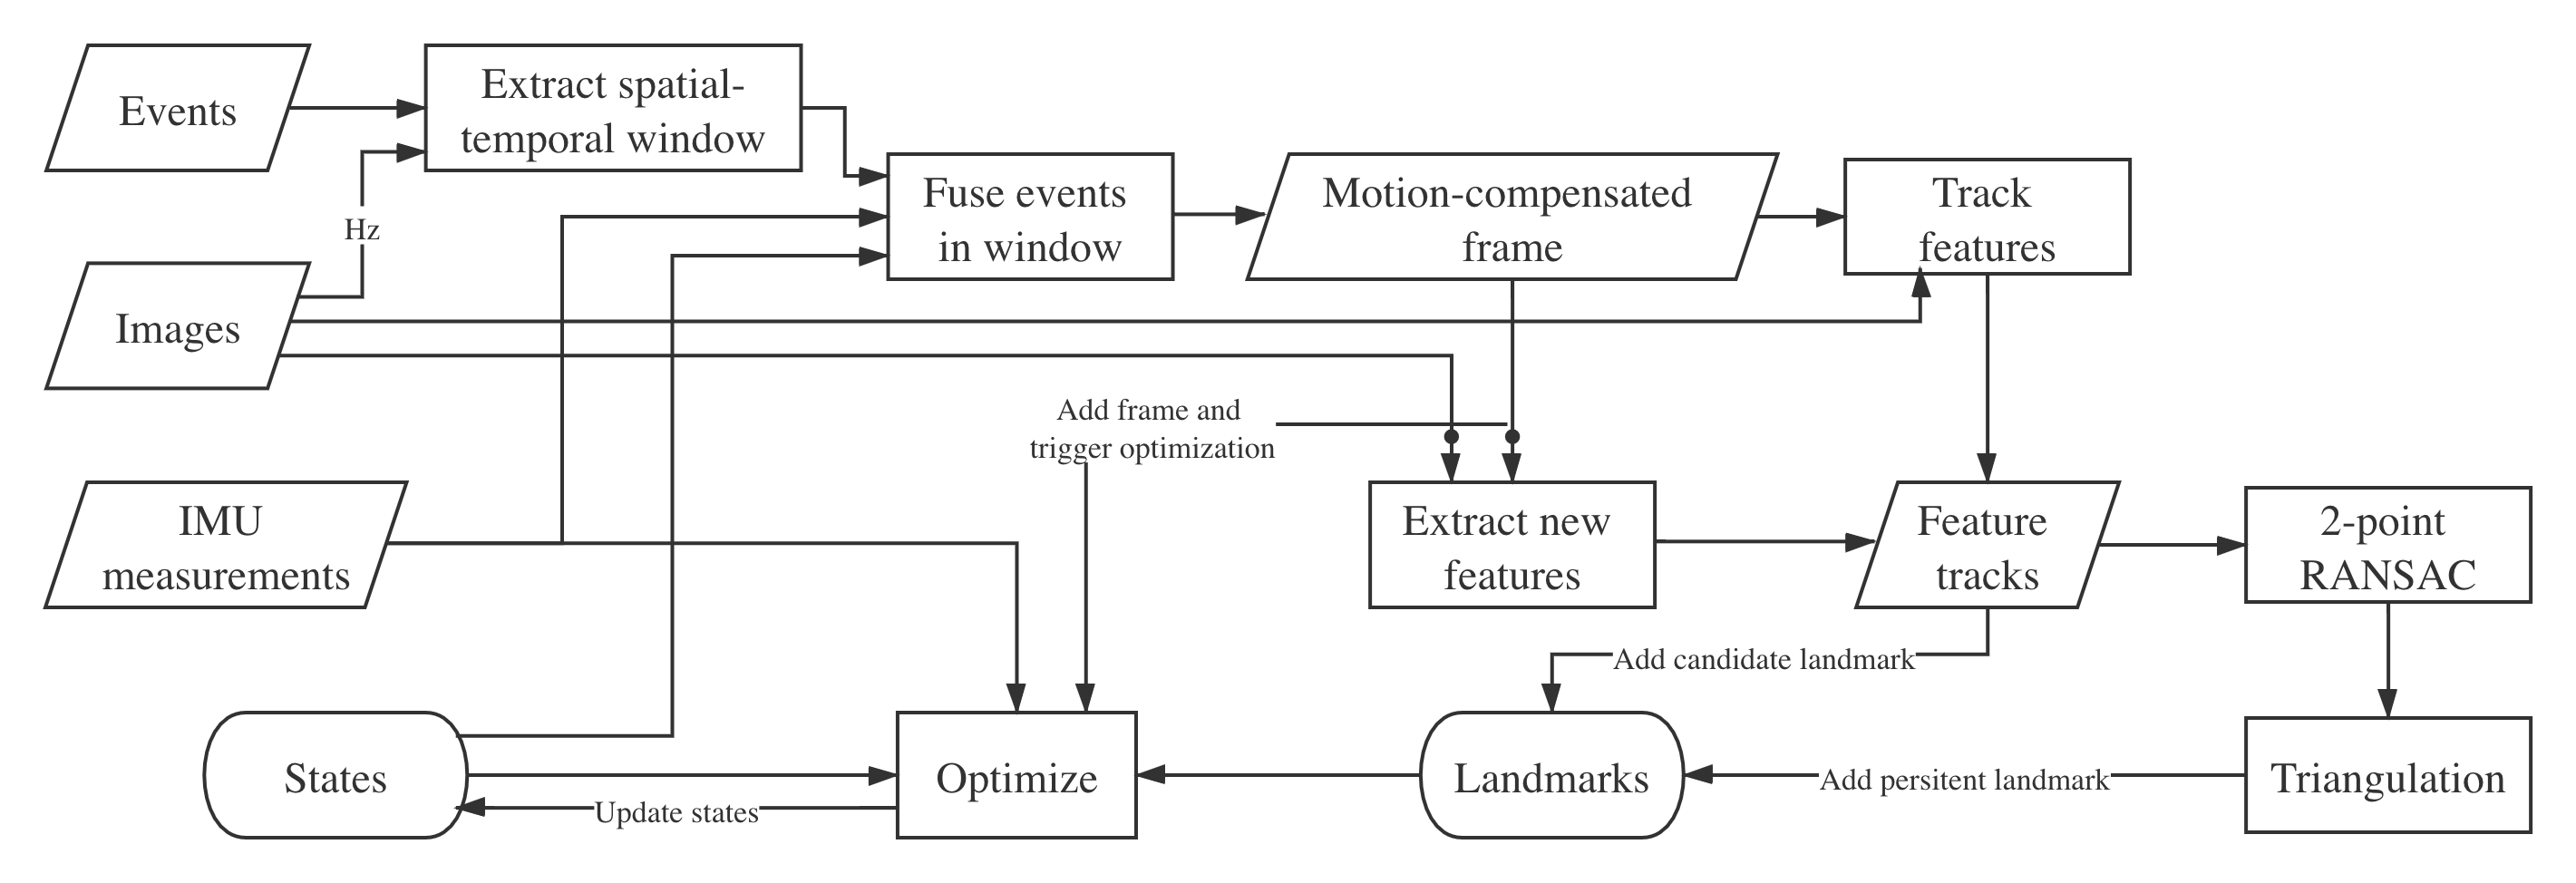 Events
Extract spatial-
temporal window
Fuse events
in window
Motion-compensated
frame
Track
features
Hz
Images
Add frame and
trigger optimization
IMU
measurements
Extract new
features
Feature
tracks
2-point
RANSAC
Add candidate landmark
States
Optimize
Landmarks
Add persitent landmark
Triangulation
Update states